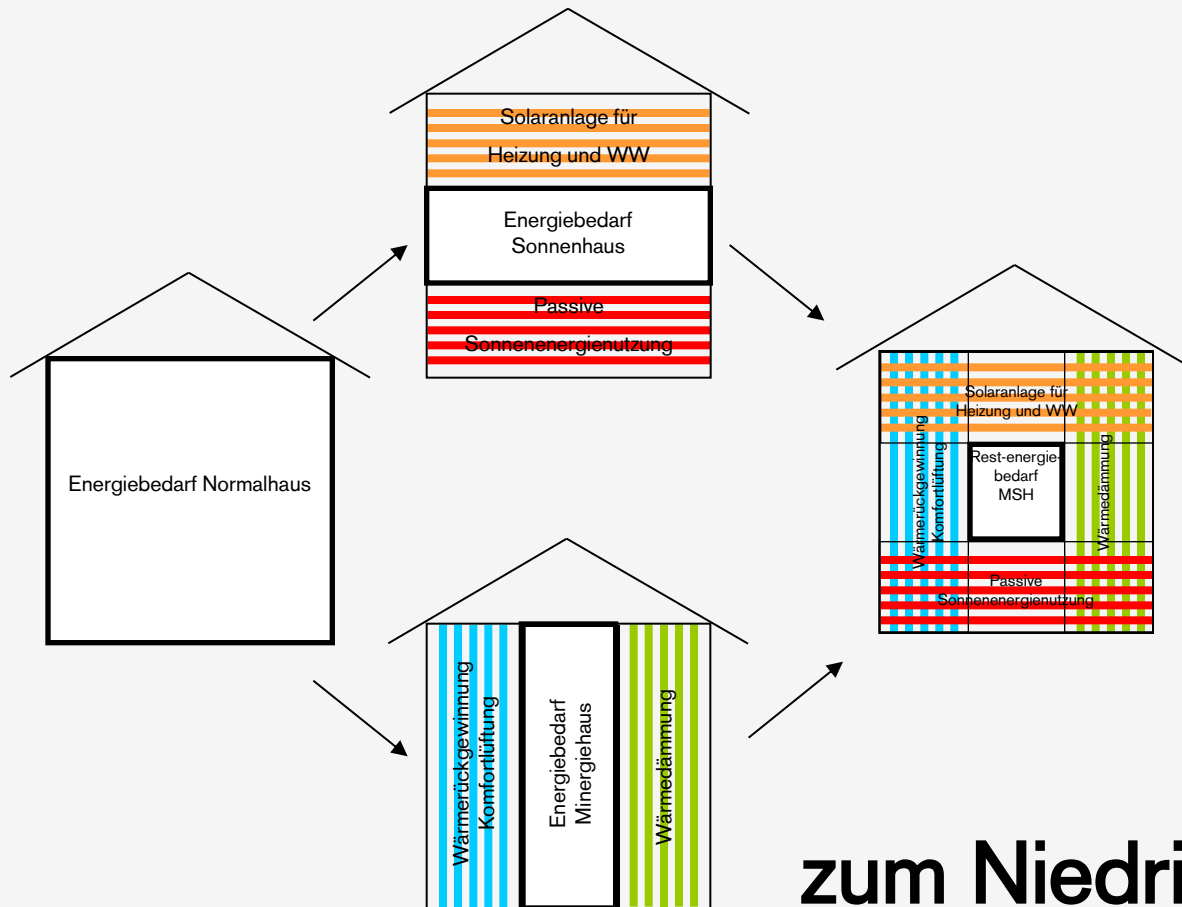 Solaranlage für
Heizung und WW
Energiebedarf
Sonnenhaus
Passive
Sonnenenergienutzung
Energiebedarf Normalhaus
Solaranlage für
Heizung und WW
Wärmerückgewinnung
Komfortlüftung
Rest-energie-
bedarf
MSH
Wärmedämmung
Passive
Sonnenenergienutzung
Wärmerückgewinnung
Komfortlüftung
Energiebedarf
Minergiehaus
Wärmedämmung
zum Niedri